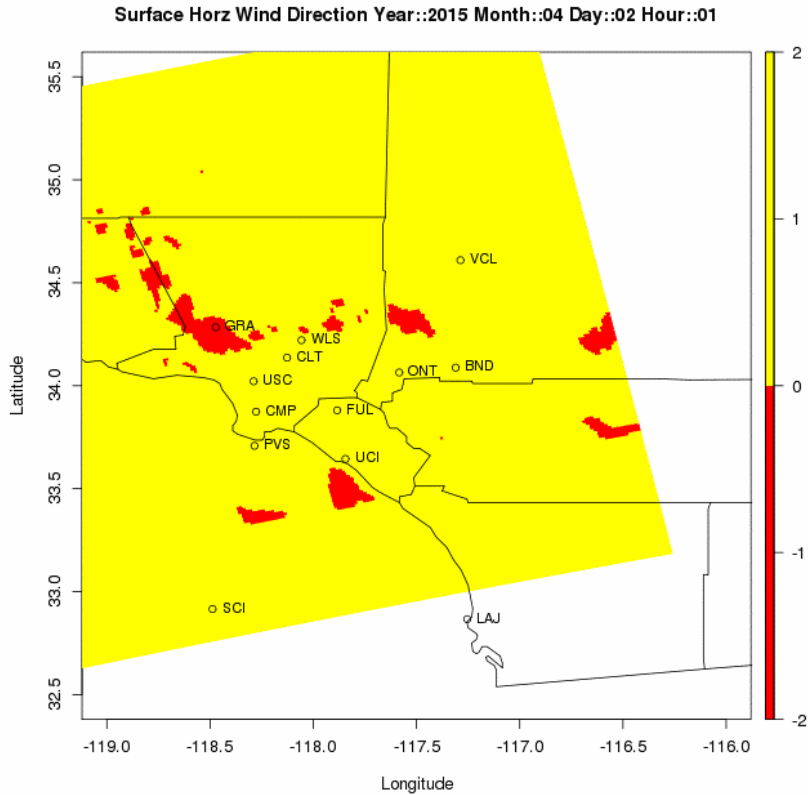 Surface Horz Wind Direction Year::2015 Month::04 Day::02 Hour::01
35.5
35.0
34.5
34.0
33.5
33.0
32.5
Latitude
VCL
GRA
WLS
CLT
ONT
BND
USC
CMP
FUL
PVS
UCI
SCI
LAJ
2
1
0
-1
-2
-119.0 -118.5 -118.0 -117.5 -117.0 -116.5 -116.0
Longitude